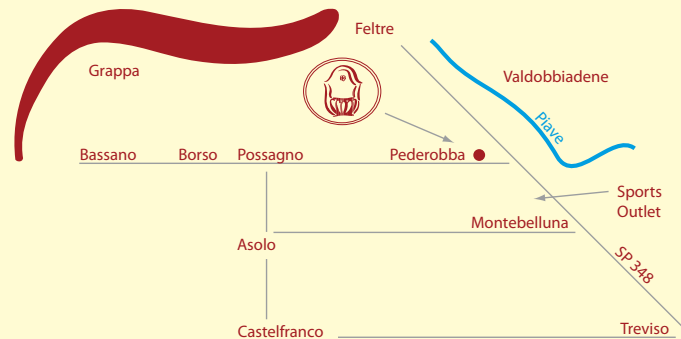 Feltre
Grappa
Valdobbiadene
Piave
Bassano
Borso
Possagno
Pederobba
Sports
Outlet
Montebelluna
Asolo
SP 348
Castelfranco
Treviso